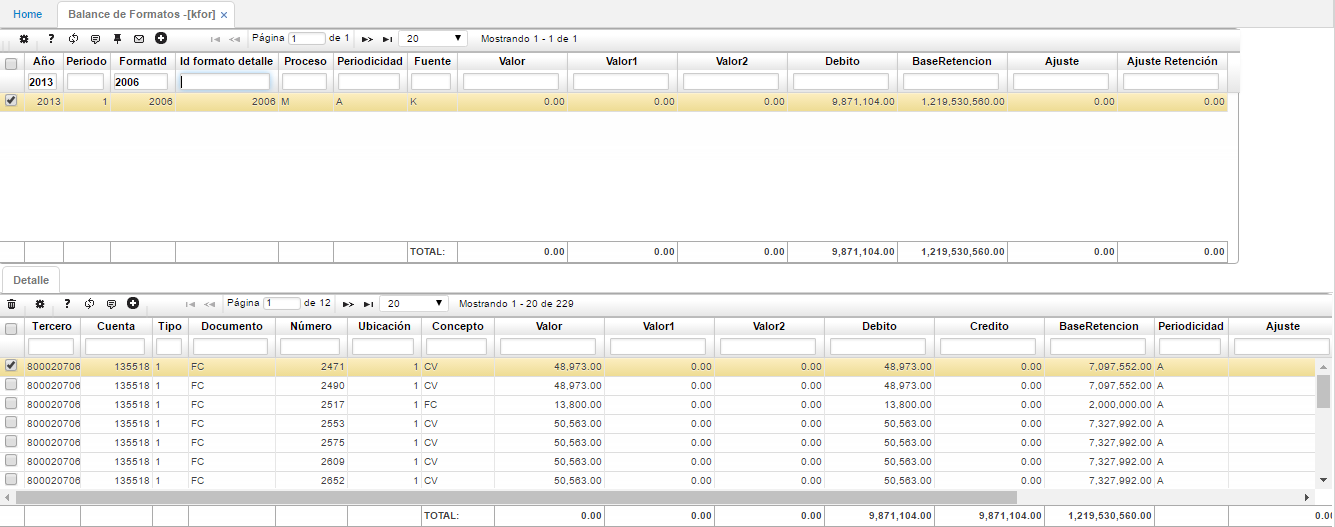 Home Balance de Formatos -[kfor] x
? Página 1 de 1 20 Mostrando 1 - 1 de 1
Año Periodo FormatId Id formato detalle Proceso Periodicidad Fuente Valor Valor1 Valor2 Debito BaseRetencion Ajuste Ajuste Retención
2013 2006
2013 1 2006 2006 M A K 0.00 0.00 0.00 9,871,104.00 1,219,530,560.00 0.00 0.00
TOTAL: 0.00 0.00 0.00 9,871,104.00 1,219,530,560.00 0.00 0.00
Detalle
? Página 1 de 12 20 Mostrando 1 - 20 de 229
Tercero Cuenta Tipo Documento Número Ubicación Concepto Valor Valor1 Valor2 Debito Credito BaseRetencion Periodicidad Ajuste
800020706 135518 1 FC 2471 1 CV 48,973.00 0.00 0.00 48,973.00 0.00 7,097,552.00 A
800020706 135518 1 FC 2490 1 CV 48,973.00 0.00 0.00 48,973.00 0.00 7,097,552.00 A
800020706 135518 1 FC 2517 1 FC 13,800.00 0.00 0.00 13,800.00 0.00 2,000,000.00 A
800020706 135518 1 FC 2553 1 CV 50,563.00 0.00 0.00 50,563.00 0.00 7,327,992.00 A
800020706 135518 1 FC 2575 1 CV 50,563.00 0.00 0.00 50,563.00 0.00 7,327,992.00 A
800020706 135518 1 FC 2609 1 CV 50,563.00 0.00 0.00 50,563.00 0.00 7,327,992.00 A
800020706 135518 1 FC 2652 1 CV 50,563.00 0.00 0.00 50,563.00 0.00 7,327,992.00 A
TOTAL: 0.00 0.00 0.00 9,871,104.00 9,871,104.00 1,219,530,560.00 0.00